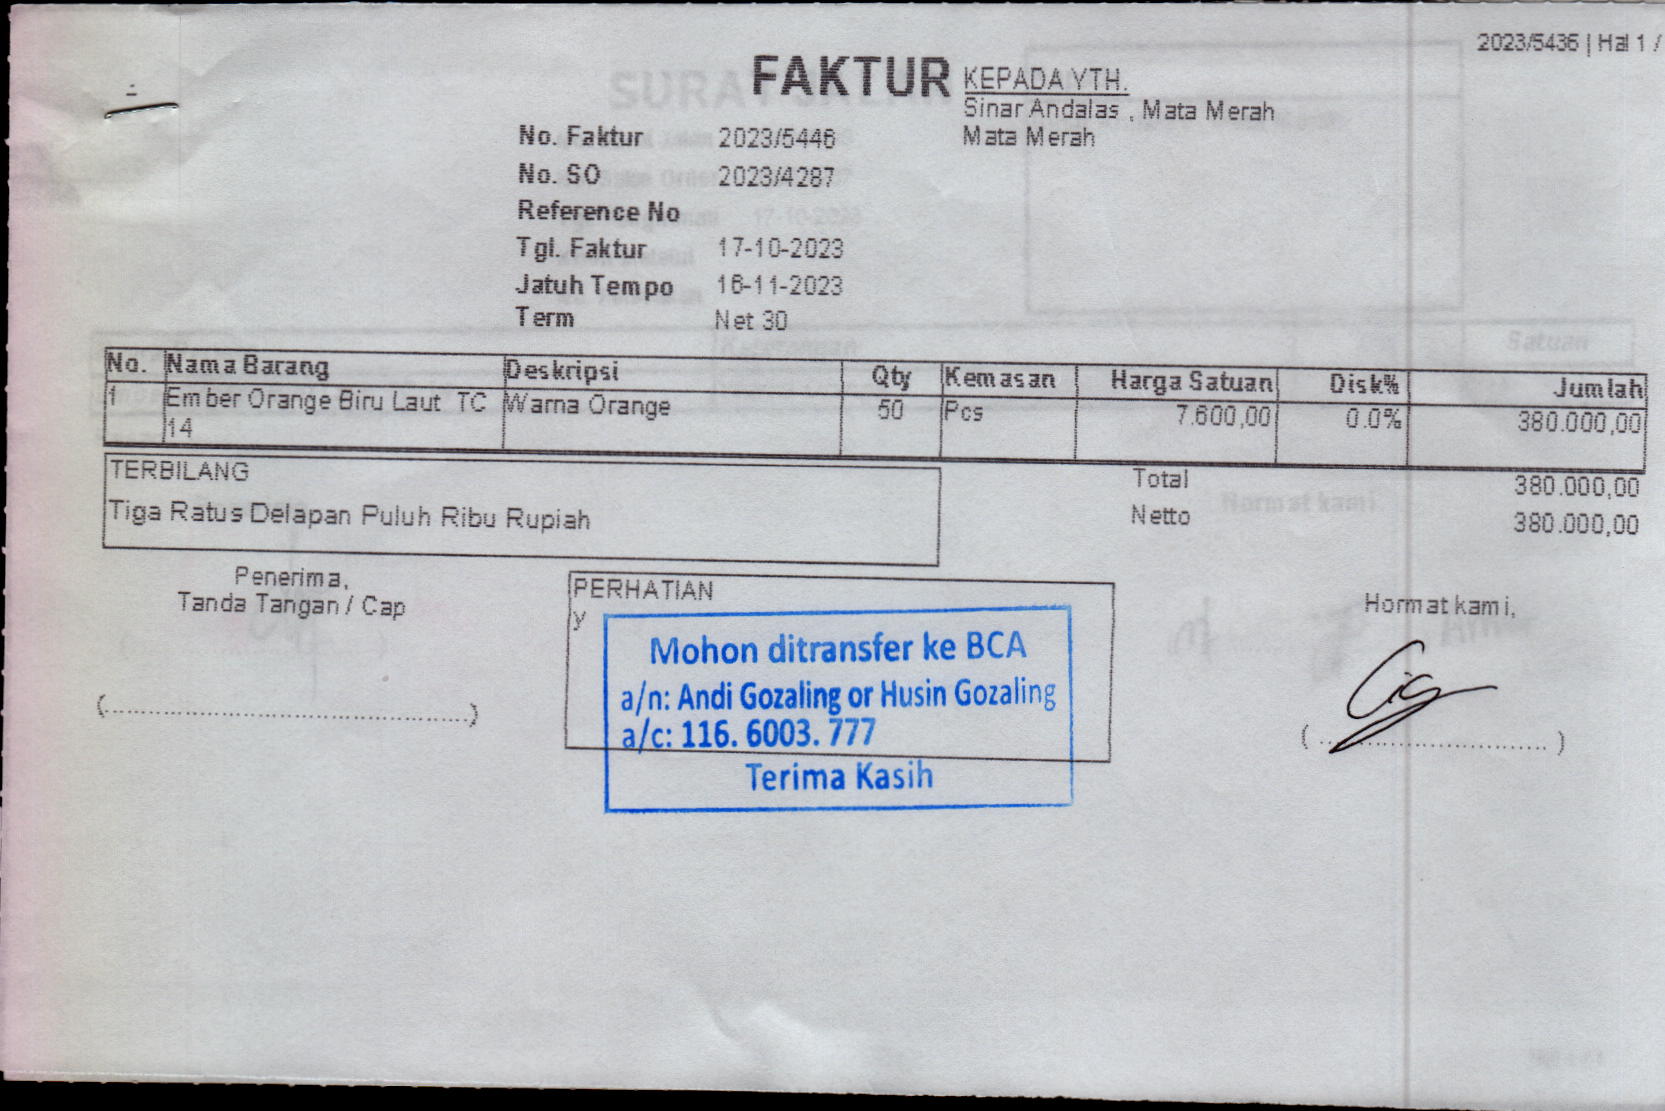 2023/5436 | Hal 1 /
FAKTUR
KEPADA YTH.
Sinar Andalas , Mata Merah
Mata Merah
No. Faktur 2023/5446
No. SO 2023/4287
Reference No
Tgl. Faktur 17-10-2023
Jatuh Tempo 16-11-2023
Term Net 30
No. Nama Barang Deskripsi Qty Kemasan Harga Satuan Disk% Jumlah
1 Ember Orange Biru Laut TC Warna Orange 50 Pcs 7.600,00 0.0% 380.000,00
14
TERBILANG
Tiga Ratus Delapan Puluh Ribu Rupiah
Total 380.000,00
Netto 380.000,00
Penerima,
Tanda Tangan / Cap
(..................................................)
PERHATIAN
y
Mohon ditransfer ke BCA
a/n: Andi Gozaling or Husin Gozaling
a/c: 116. 6003. 777
Terima Kasih
Hormat kami,
( ................................ )